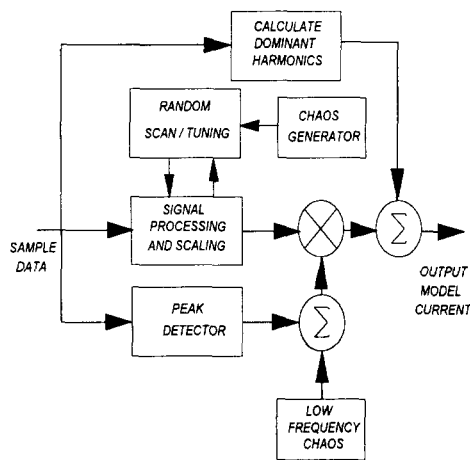 CALCULATE
DOMINANT
HARMONICS
RANDOM
SCAN / TUNING
CHAOS
GENERATOR
SIGNAL
PROCESSING
AND SCALING
SAMPLE
DATA
Σ
OUTPUT
MODEL
CURRENT
PEAK
DETECTOR
Σ
LOW
FREQUENCY
CHAOS